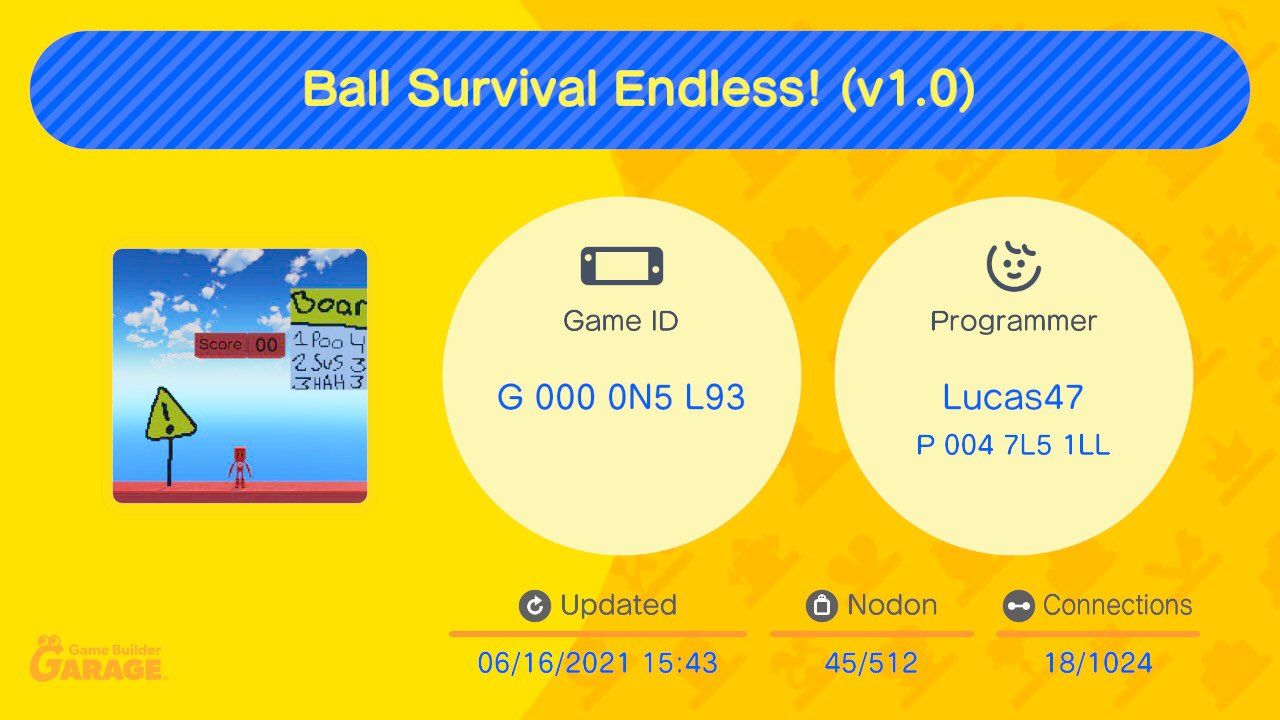 Ball Survival Endless! (v1.0)
Boar
Score 00
1 Poo 4
2 SuS 3
3 HAH 3
!
Game ID
G 000 0N5 L93
Programmer
Lucas47
P 004 7L5 1LL
Updated
06/16/2021 15:43
Nodon
45/512
Connections
18/1024
Game Builder
GARAGE